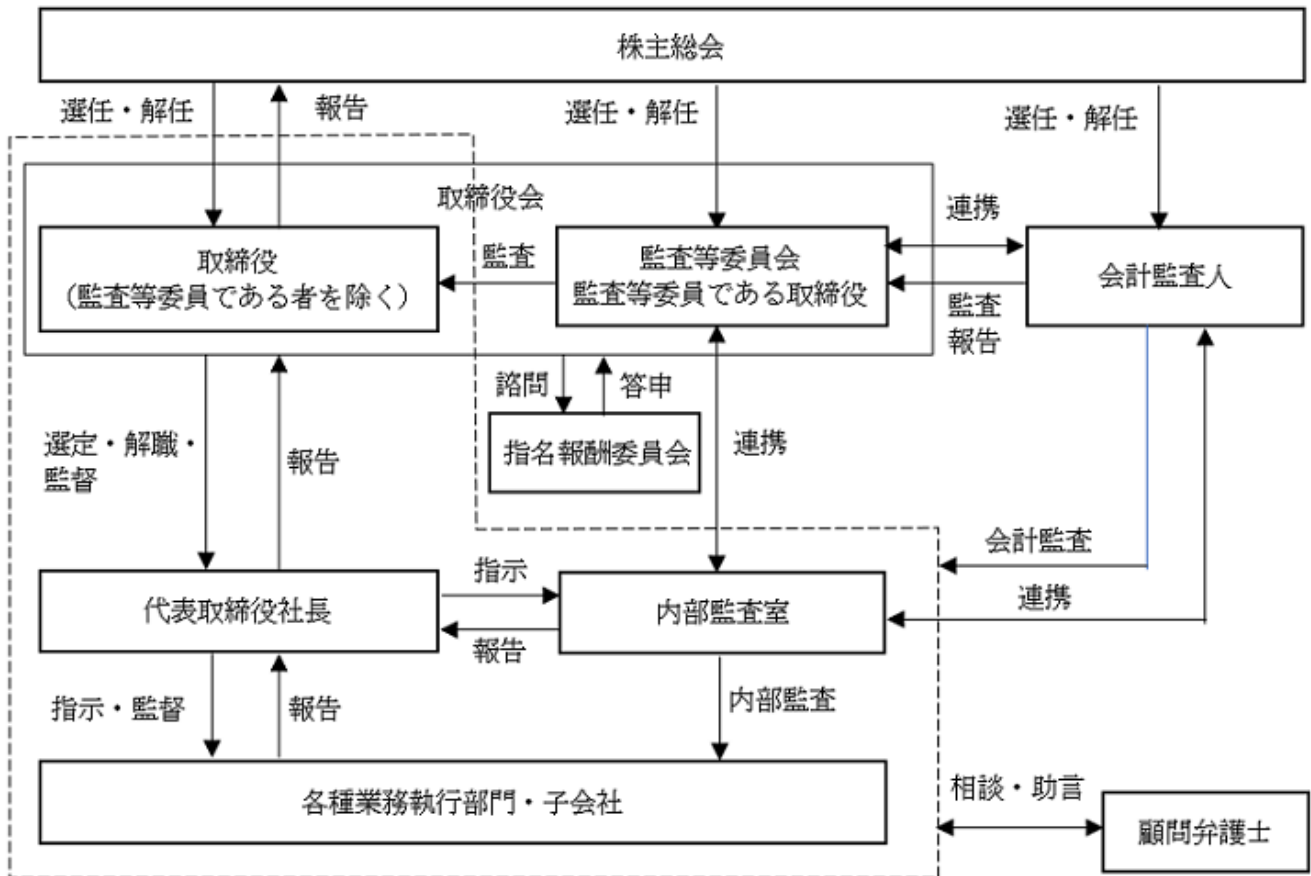 株主総会
選任・解任
報告
選任・解任
選任・解任
取締役会
取締役
（監査等委員である者を除く）
監査
監査等委員会
監査等委員である取締役
連携
監査
報告
会計監査人
諮問
答申
指名報酬委員会
選定・解職・
監督
報告
連携
会計監査
連携
代表取締役社長
指示
報告
内部監査室
指示・監督
報告
内部監査
各種業務執行部門・子会社
相談・助言
顧問弁護士